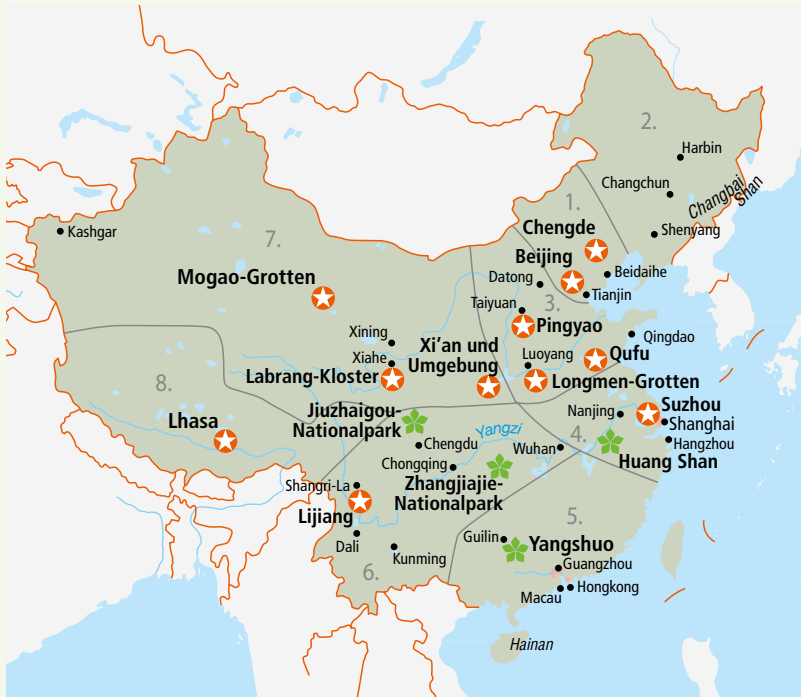 2.
Harbin
Changchun
Changbai
Shan
1.
Chengde
Shenyang
Kashgar
7.
Beijing
Beidaihe
Mogao-Grotten
Datong
Tianjin
3.
Taiyuan
Pingyao
Qingdao
Xining
Xi’an und
Umgebung
Luoyang
Qufu
Xiahe
Labrang-Kloster
Longmen-Grotten
8.
Jiuzhaigou-
Nationalpark
Nanjing
Suzhou
Shanghai
Lhasa
Yangzi
4.
Hangzhou
Chengdu
Wuhan
Huang Shan
Chongqing
Zhangjiajie-
Nationalpark
Shangri-La
Lijiang
5.
Dali
Guilin
Yangshuo
Kunming
6.
Guangzhou
Macau
Hongkong
Hainan